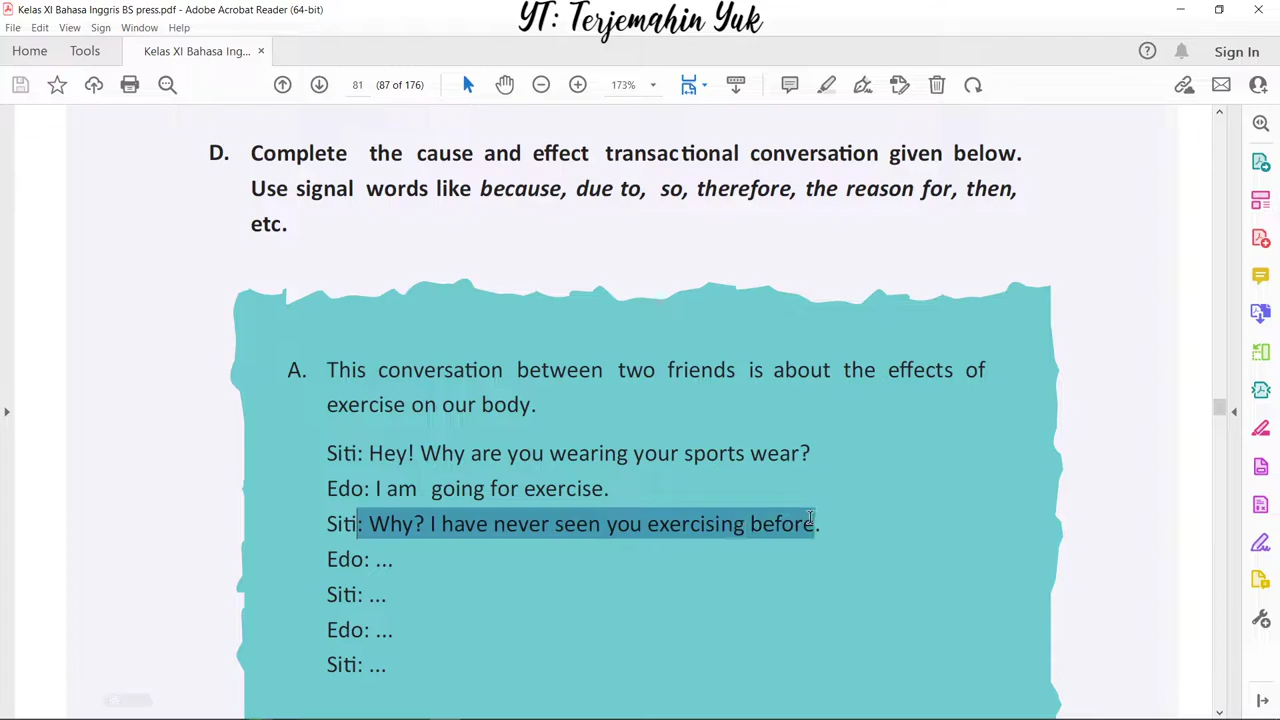 Kelas XI Bahasa Inggris BS press.pdf - Adobe Acrobat Reader (64-bit)
YT: Terjemahin Yuk
File Edit View Sign Window Help
Home Tools Kelas XI Bahasa Ing... × Sign In
81 (87 of 176) 173%
D. Complete the cause and effect transactional conversation given below.
Use signal words like because, due to, so, therefore, the reason for, then,
etc.
A. This conversation between two friends is about the effects of
exercise on our body.
Siti: Hey! Why are you wearing your sports wear?
Edo: I am going for exercise.
Siti: Why? I have never seen you exercising before.
Edo: ...
Siti: ...
Edo: ...
Siti: ...